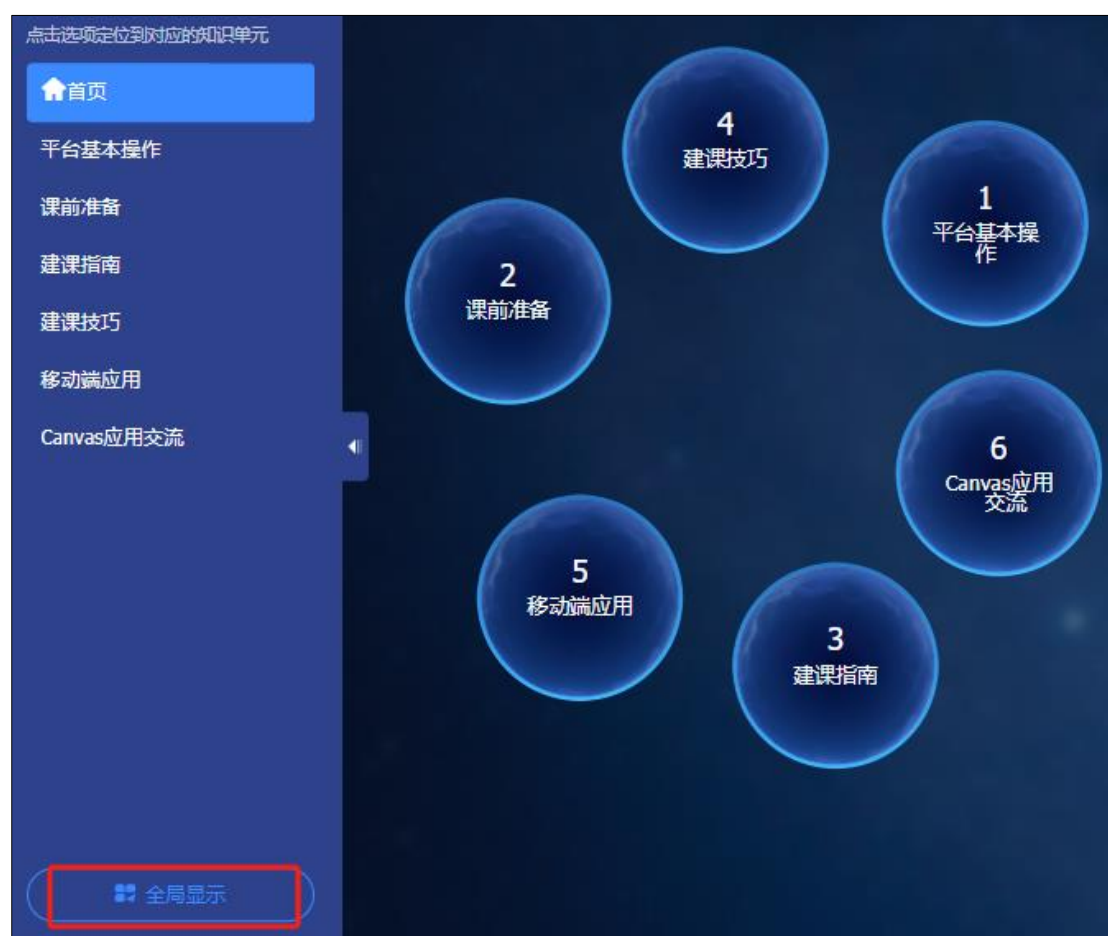 点击选项定位到对应的知识单元
首页
平台基本操作
课前准备
建课指南
建课技巧
移动端应用
Canvas应用交流
全局显示
4
建课技巧
1
平台基本操
作
2
课前准备
6
Canvas应用
交流
5
移动端应用
3
建课指南